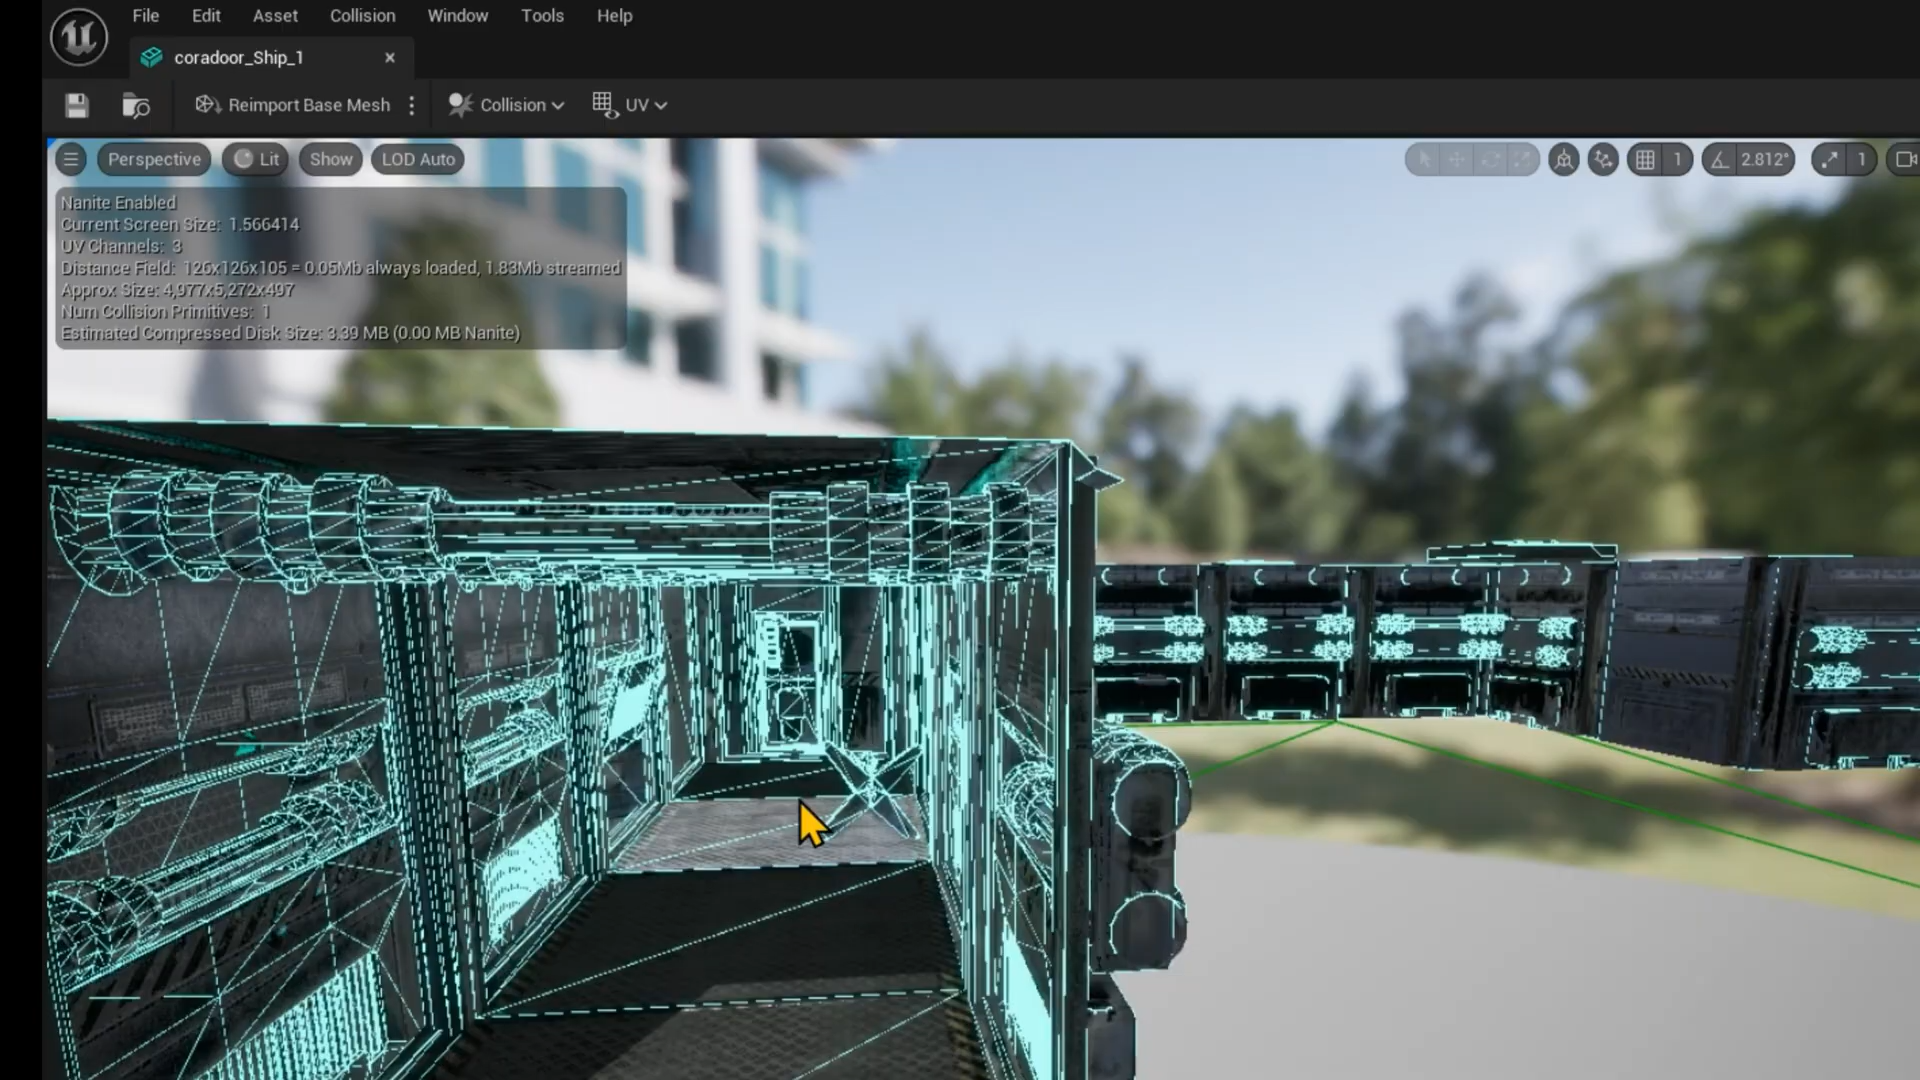 File Edit Asset Collision Window Tools Help
coradoor_Ship_1
Reimport Base Mesh Collision UV
Perspective Lit Show LOD Auto 1 2.812° 1
Nanite Enabled
Current Screen Size: 1.566414
UV Channels: 3
Distance Field: 126x126x105 = 0.05Mb always loaded, 1.83Mb streamed
Approx Size: 4,977x5,272x497
Num Collision Primitives: 1
Estimated Compressed Disk Size: 3.39 MB (0.00 MB Nanite)